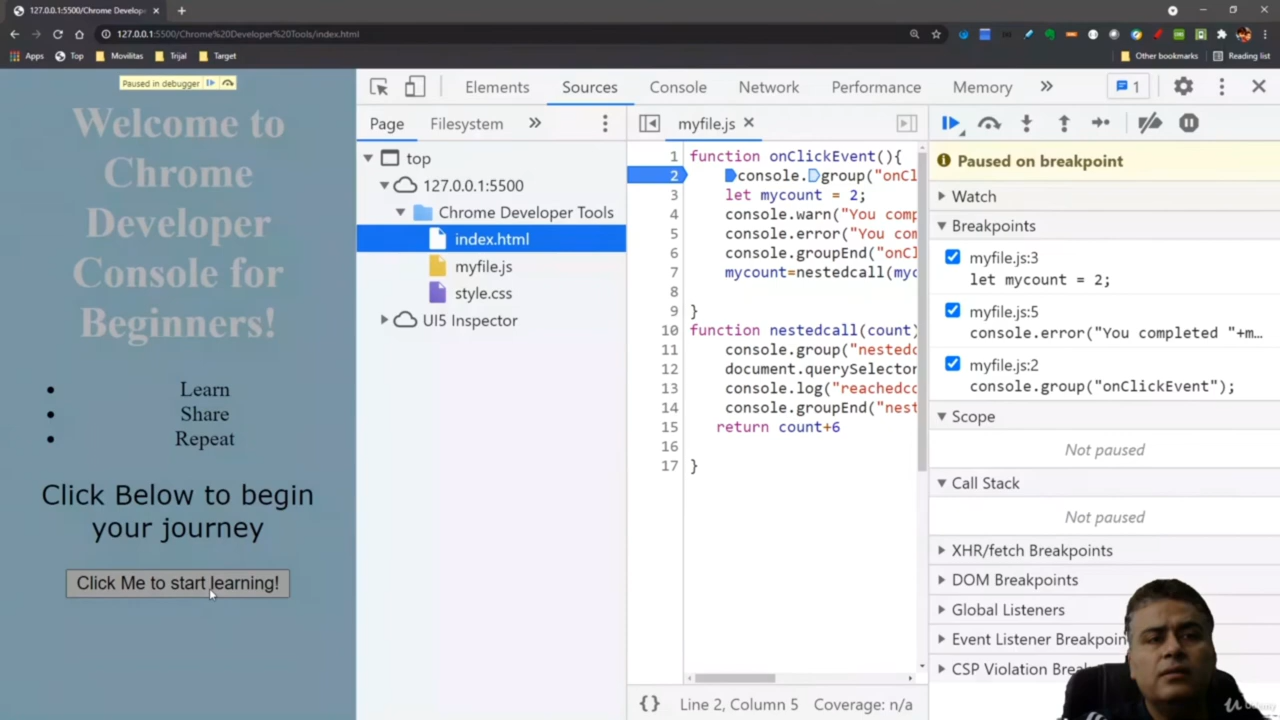 127.0.0.1:5500/Chrome Develop
127.0.0.1:5500/Chrome%20Developer%20Tools/index.html
Apps Top Movilitas Trijal Target Other bookmarks Reading list
Paused in debugger
Welcome to
Chrome
Developer
Console for
Beginners!
• Learn
• Share
• Repeat
Click Below to begin
your journey
Click Me to start learning!
Elements Sources Console Network Performance Memory » 1
Page Filesystem »
top
127.0.0.1:5500
Chrome Developer Tools
index.html
myfile.js
style.css
UI5 Inspector
myfile.js
1 function onClickEvent(){
2 console.group("onCl
3 let mycount = 2;
4 console.warn("You comp
5 console.error("You com
6 console.groupEnd("onCl
7 mycount=nestedcall(myc
8
9 }
10 function nestedcall(count)
11 console.group("nestedc
12 document.querySelector
13 console.log("reachedcc
14 console.groupEnd("nest
15 return count+6
16
17 }
{ } Line 2, Column 5 Coverage: n/a
Paused on breakpoint
Watch
Breakpoints
myfile.js:3
let mycount = 2;
myfile.js:5
console.error("You completed "+m…
myfile.js:2
console.group("onClickEvent");
Scope
Not paused
Call Stack
Not paused
XHR/fetch Breakpoints
DOM Breakpoints
Global Listeners
Event Listener Breakpoin
CSP Violation Brea
Udemy